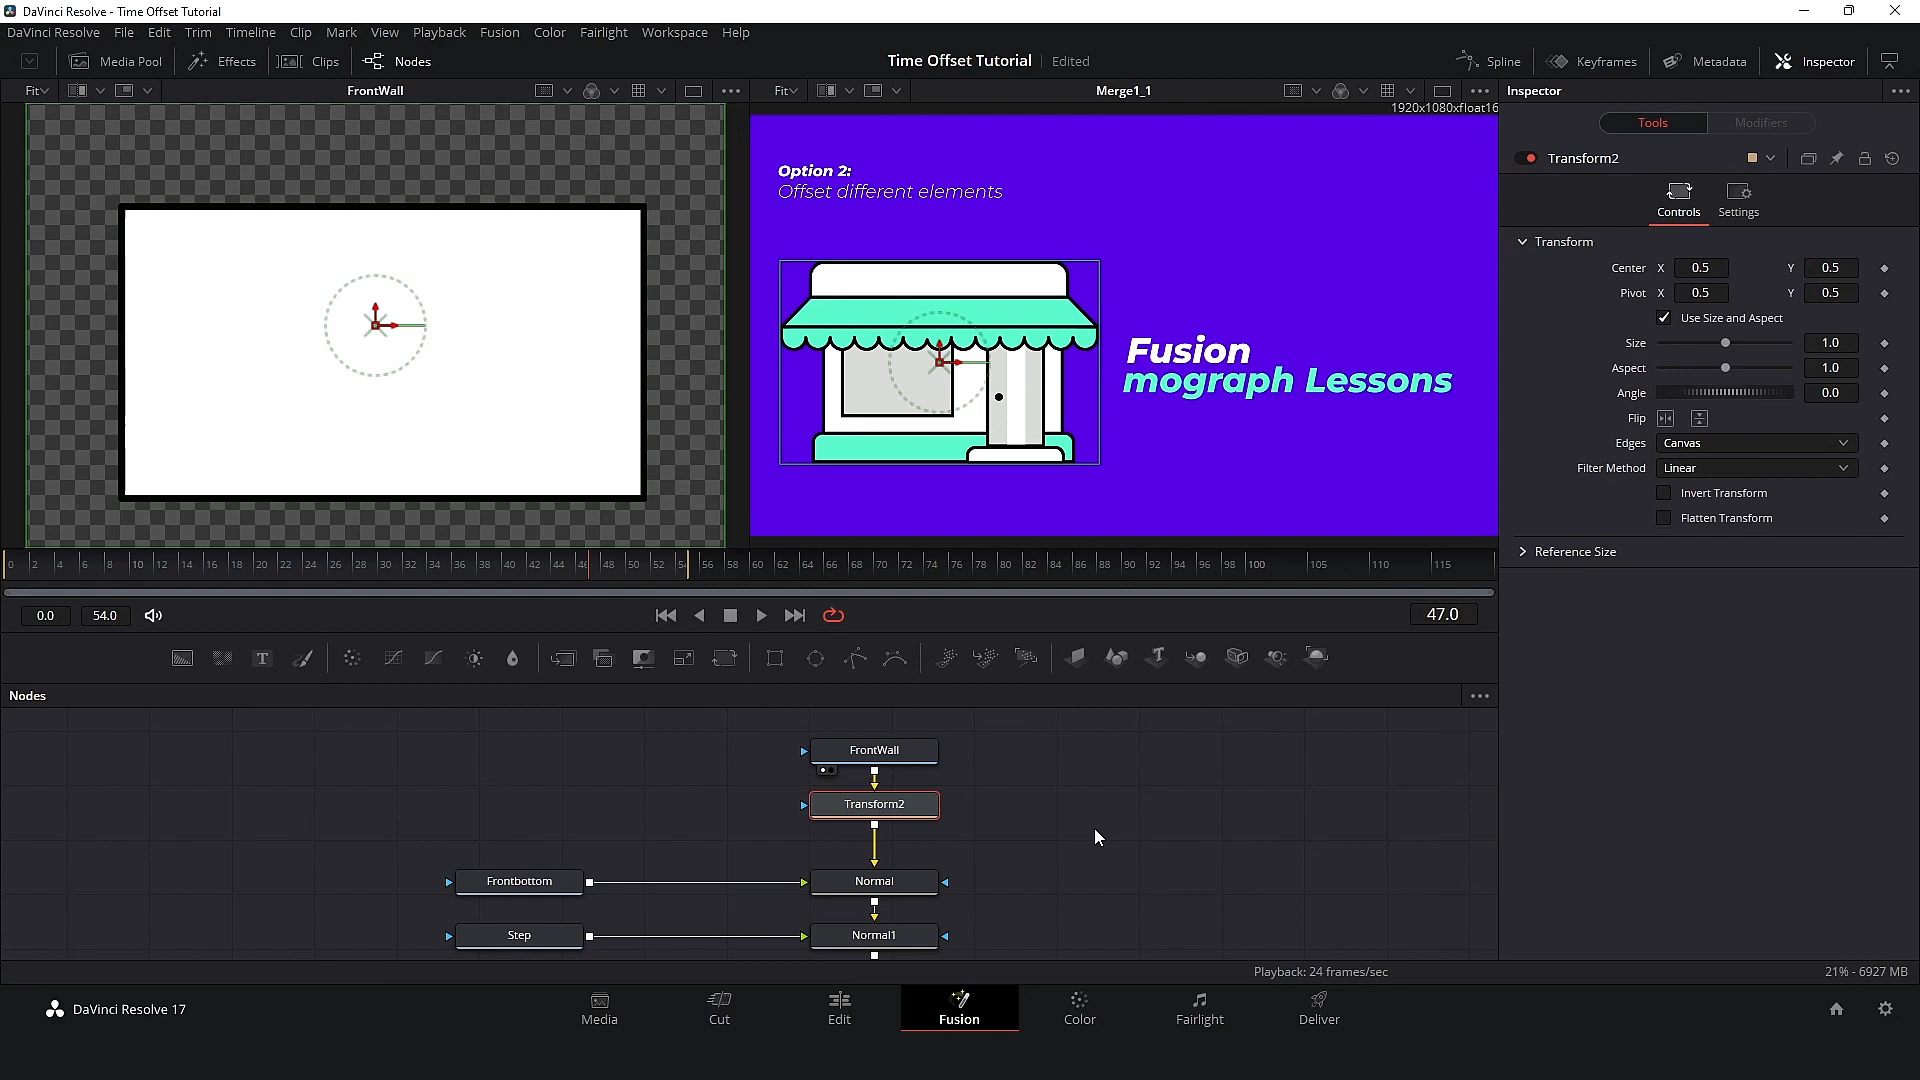 DaVinci Resolve - Time Offset Tutorial
DaVinci Resolve File Edit Trim Timeline Clip Mark View Playback Fusion Color Fairlight Workspace Help
Media Pool Effects Clips Nodes Time Offset Tutorial Edited Spline Keyframes Metadata Inspector
Fit FrontWall Fit Merge1_1 Inspector
1920x1080xfloat16
Tools Modifiers
Transform2
Controls Settings
Transform
Center X 0.5 Y 0.5
Pivot X 0.5 Y 0.5
Use Size and Aspect
Size 1.0
Aspect 1.0
Angle 0.0
Flip
Edges Canvas
Filter Method Linear
Invert Transform
Flatten Transform
Reference Size
Option 2:
Offset different elements
Fusion
mograph Lessons
0 2 4 6 8 10 12 14 16 18 20 22 24 26 28 30 32 34 36 38 40 42 44 46 48 50 52 54 56 58 60 62 64 66 68 70 72 74 76 78 80 82 84 86 88 90 92 94 96 98 100 105 110 115
0.0 54.0 47.0
Nodes
FrontWall
Transform2
Frontbottom Normal
Step Normal1
Playback: 24 frames/sec 21% - 6927 MB
DaVinci Resolve 17 Media Cut Edit Fusion Color Fairlight Deliver